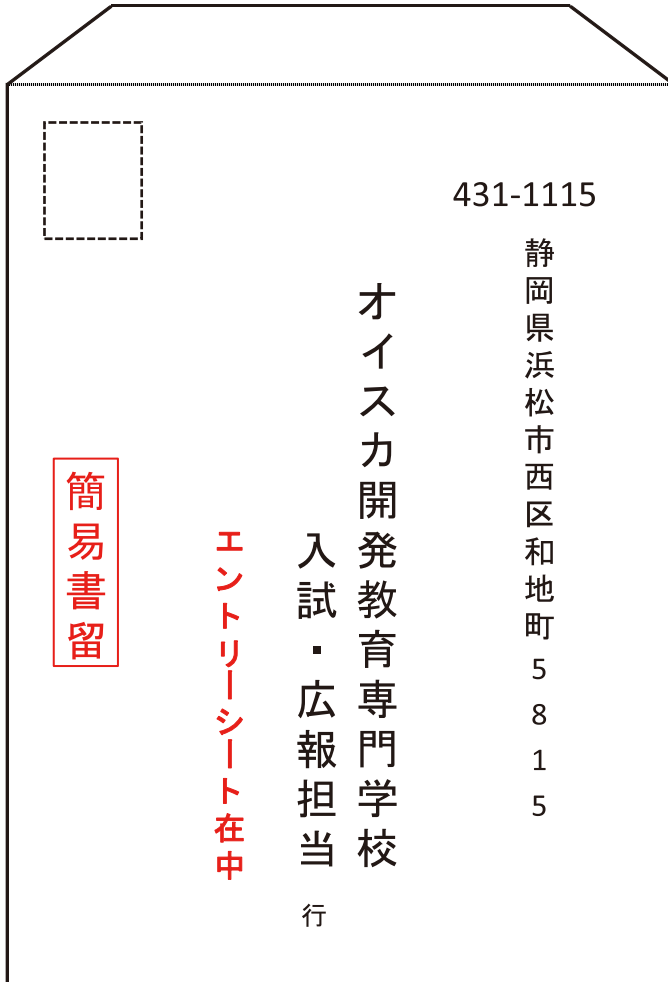 431-1115
静岡県浜松市西区和地町5815
オイスカ開発教育専門学校
入試・広報担当 行
エントリーシート在中
簡易書留